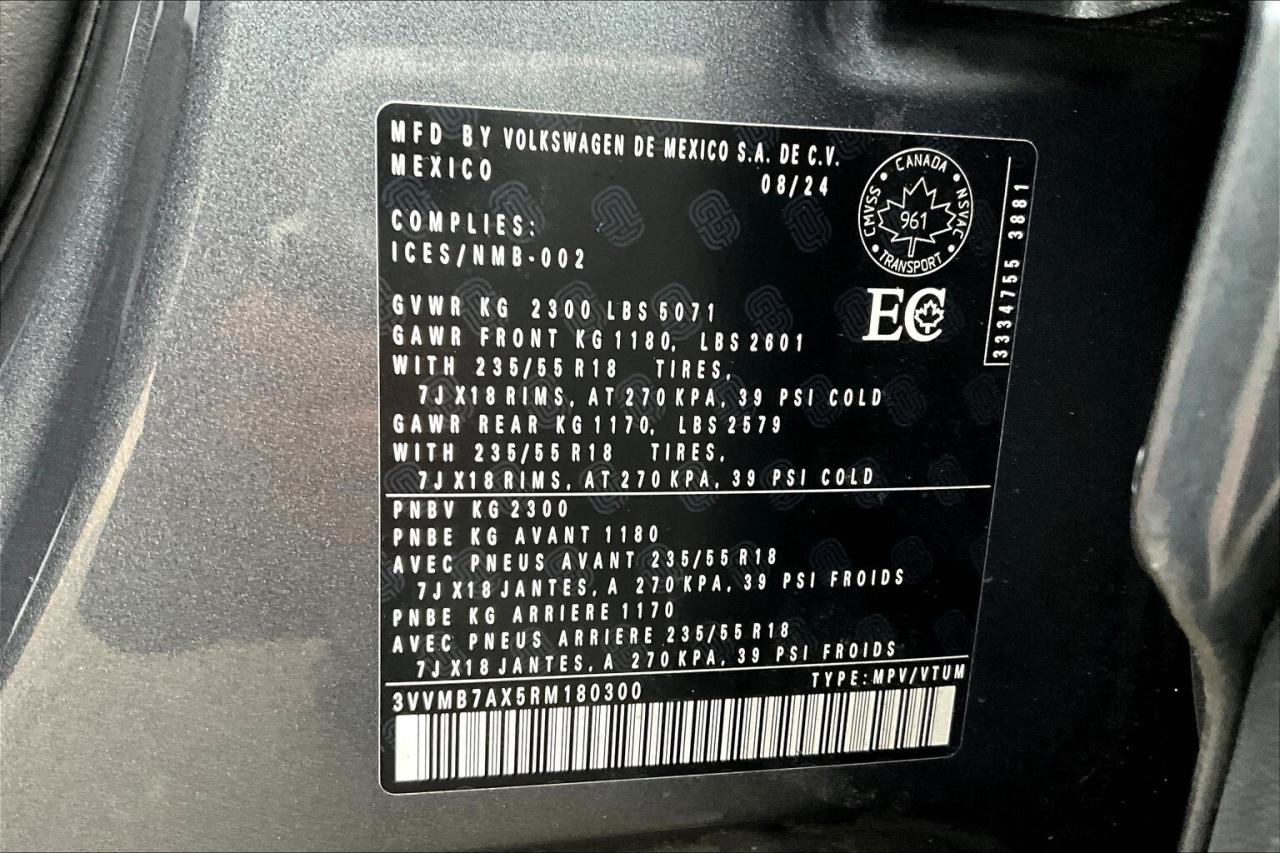 MFD BY VOLKSWAGEN DE MEXICO S.A. DE C.V.
MEXICO 08/24
COMPLIES:
ICES/NMB-002
GVWR KG 2300 LBS 5071
GAWR FRONT KG 1180, LBS 2601
WITH 235/55 R18 TIRES,
7J X18 RIMS, AT 270 KPA, 39 PSI COLD
GAWR REAR KG 1170, LBS 2579
WITH 235/55 R18 TIRES,
7J X18 RIMS, AT 270 KPA, 39 PSI COLD
PNBV KG 2300
PNBE KG AVANT 1180
AVEC PNEUS AVANT 235/55 R18
7J X18 JANTES, A 270 KPA, 39 PSI FROIDS
PNBE KG ARRIERE 1170
AVEC PNEUS ARRIERE 235/55 R18
7J X18 JANTES, A 270 KPA, 39 PSI FROIDS
TYPE: MPV/VTUM
3VVMB7AX5RM180300
CANADA
CMVSS
NSVAC
961
TRANSPORT
EC
3334755 3881